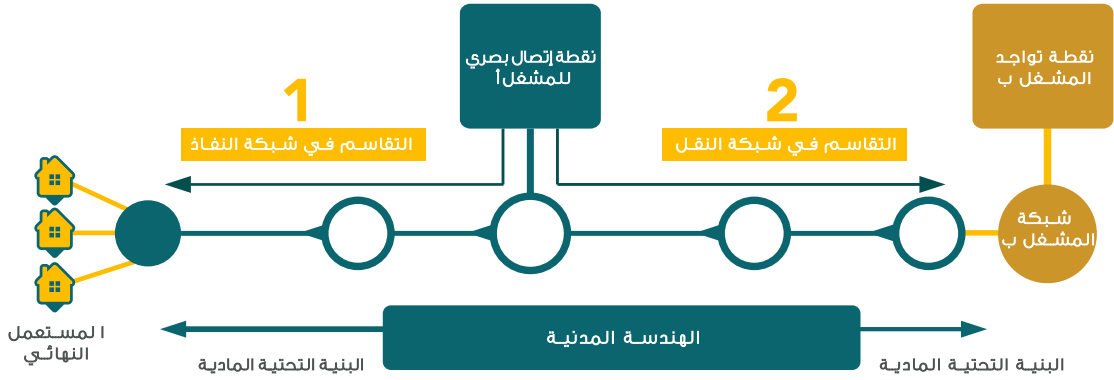 نقطة تواجد
المشغل ب
نقطة إتصال بصري
للمشغل أ
2
1
التقاسم في شبكة النقل
التقاسم في شبكة النفاذ
شبكة
المشغل ب
المستعمل
النهائي
الهندسة المدنية
البنية التحتية المادية
البنية التحتية المادية